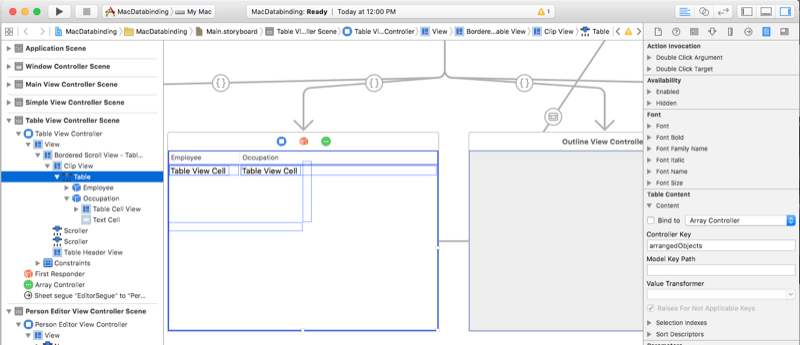 MacDatabinding
My Mac
MacDatabinding: Ready
Today at 12:00 PM
1
MacDatabinding
MacDatabinding
Main.storyboard
Table Vi...ller Scene)
Table Vi...Controller)
View
Bordere...able View)
Clip View
Table
Application Scene
Window Controller Scene
Main View Controller Scene
Simple View Controller Scene
Table View Controller Scene
Table View Controller
View
Bordered Scroll View - Tabl...
Clip View
Table
Employee
Occupation
Table Cell View
Text Cell
Scroller
Scroller
Table Header View
Constraints
First Responder
Array Controller
Sheet segue "EditorSegue" to "Per...
Person Editor View Controller Scene
Person Editor View Controller
View
{}
{}
Employee
Occupation
Table View Cell
Table View Cell
Outline View Controlle
Action Invocation
Double Click Argument
Double Click Target
Availability
Enabled
Hidden
Font
Font
Font Bold
Font Family Name
Font Italic
Font Name
Font Size
Table Content
Content
Bind to
Array Controller
Controller Key
arrangedObjects
Model Key Path
Value Transformer
Raises For Not Applicable Keys
Selection Indexes
Sort Descriptors